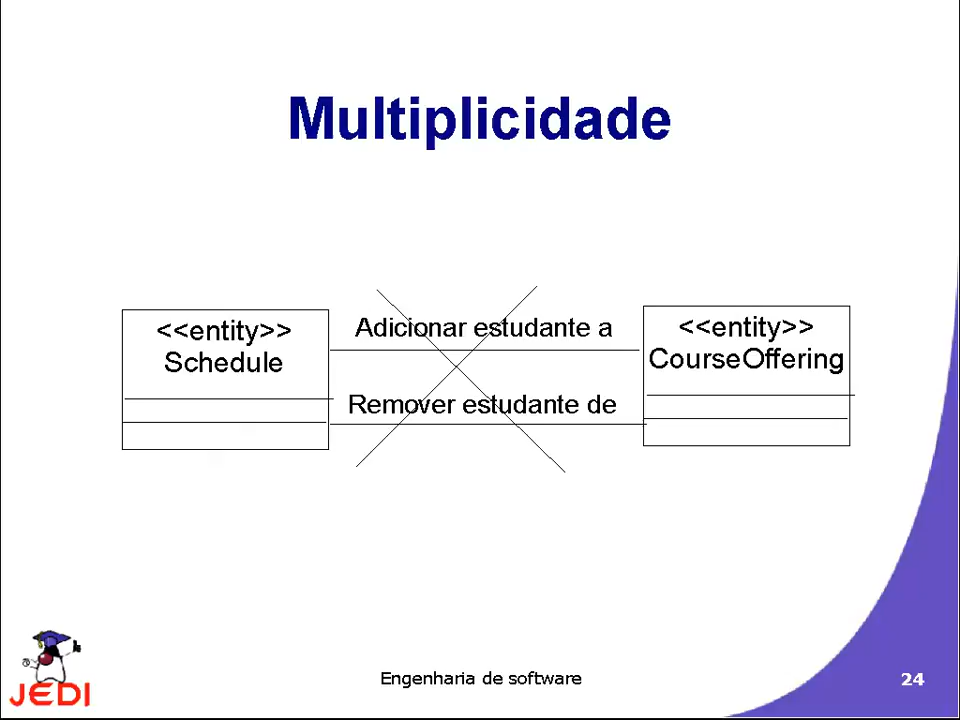 Multiplicidade
<<entity>>
Schedule
Adicionar estudante a
Remover estudante de
<<entity>>
CourseOffering
JEDI
Engenharia de software
24